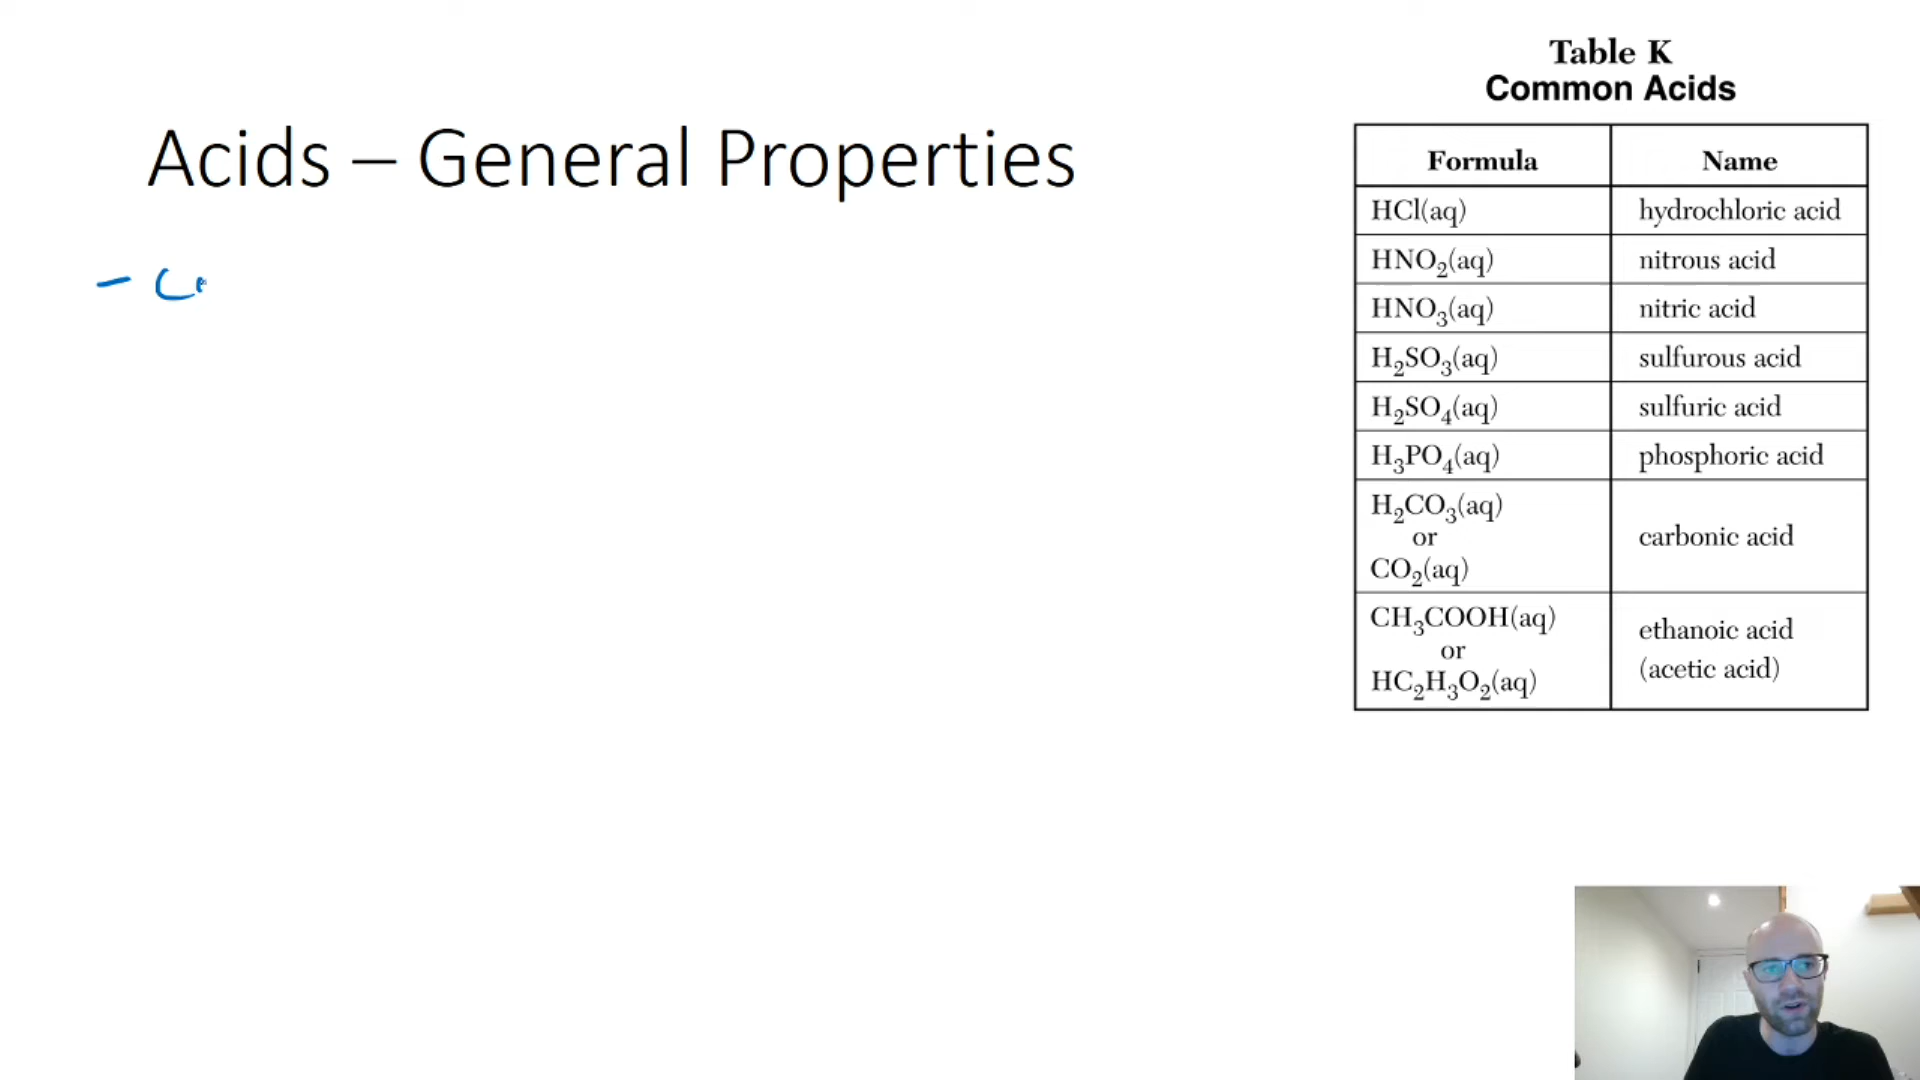 Acids – General Properties
- Co
Table K
Common Acids
Formula Name
HCl(aq) hydrochloric acid
HNO₂(aq) nitrous acid
HNO₃(aq) nitric acid
H₂SO₃(aq) sulfurous acid
H₂SO₄(aq) sulfuric acid
H₃PO₄(aq) phosphoric acid
H₂CO₃(aq)
or
CO₂(aq)
carbonic acid
CH₃COOH(aq)
or
HC₂H₃O₂(aq)
ethanoic acid
(acetic acid)